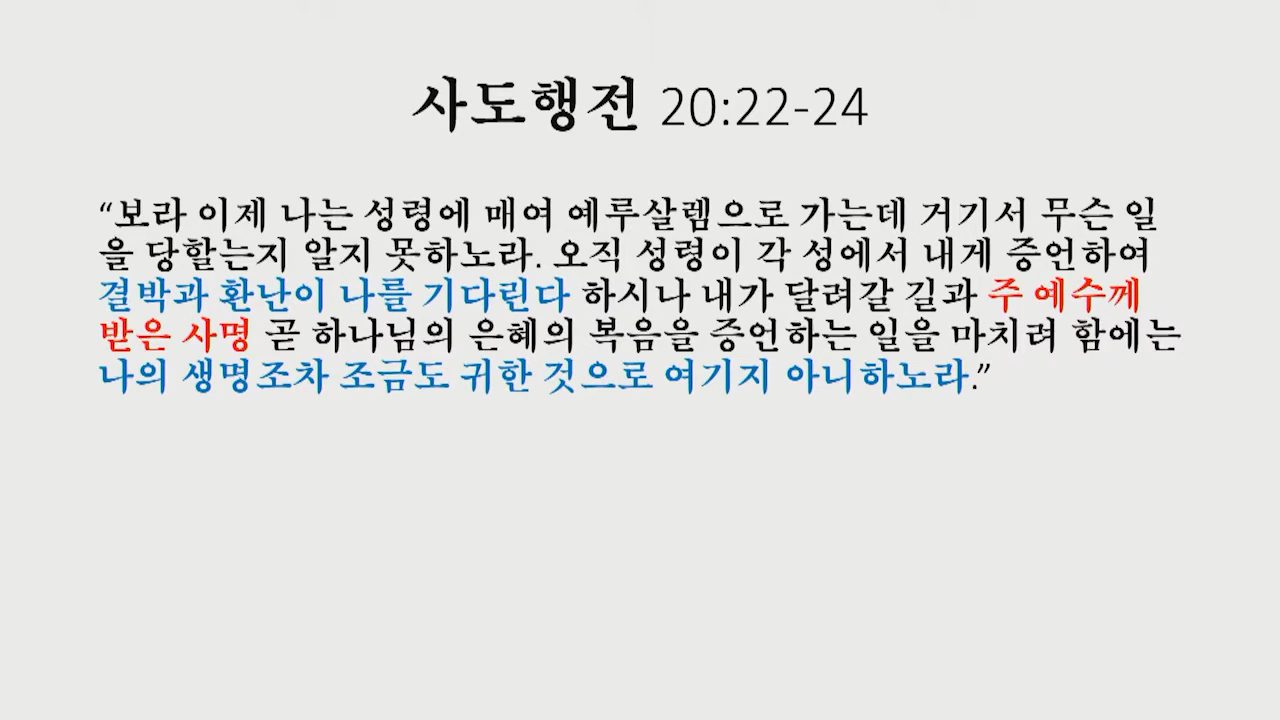 사도행전 20:22-24
“보라 이제 나는 성령에 매여 예루살렘으로 가는데 거기서 무슨 일
을 당할는지 알지 못하노라. 오직 성령이 각 성에서 내게 증언하여
결박과 환난이 나를 기다린다 하시나 내가 달려갈 길과 주 예수께
받은 사명 곧 하나님의 은혜의 복음을 증언하는 일을 마치려 함에는
나의 생명조차 조금도 귀한 것으로 여기지 아니하노라.”